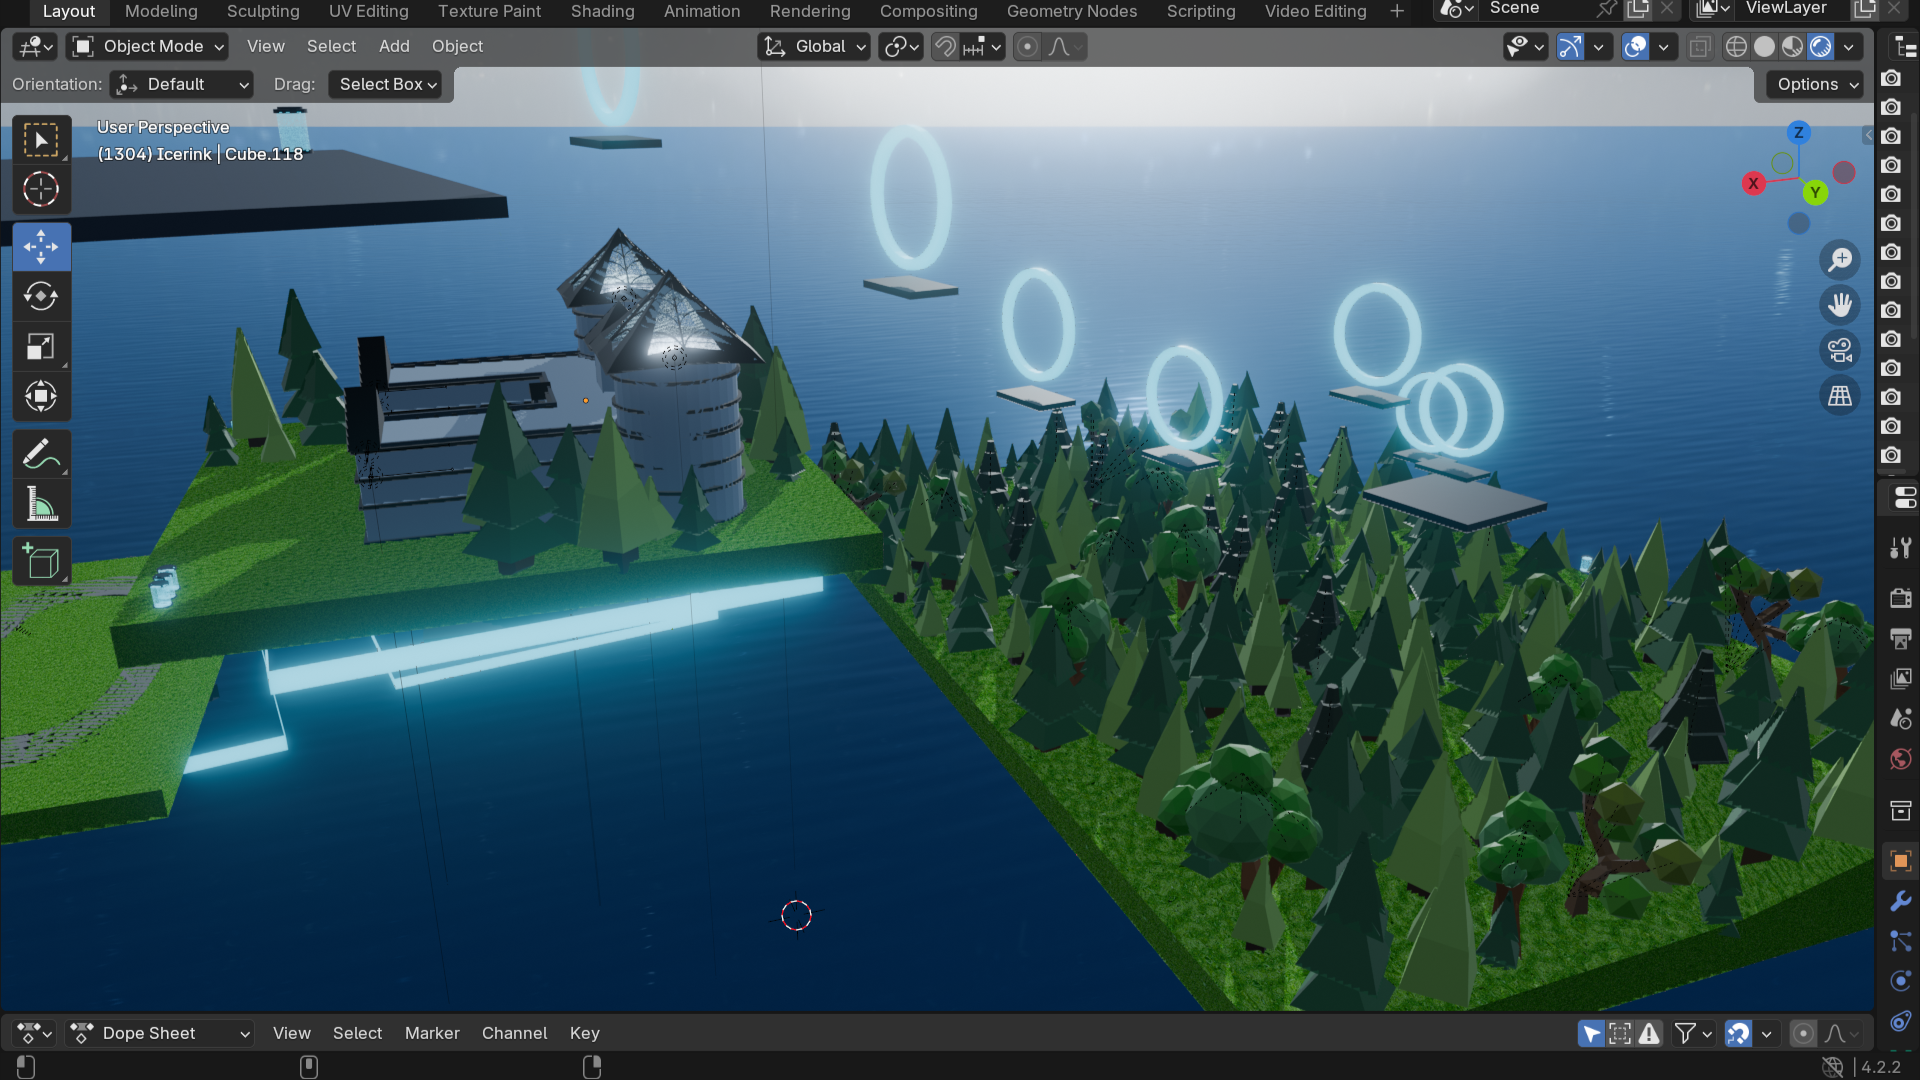 Layout Modeling Sculpting UV Editing Texture Paint Shading Animation Rendering Compositing Geometry Nodes Scripting Video Editing + Scene ViewLayer
Object Mode View Select Add Object Global
Orientation: Default Drag: Select Box Options
User Perspective
(1304) Icerink | Cube.118
Z
X
Y
Dope Sheet View Select Marker Channel Key
4.2.2